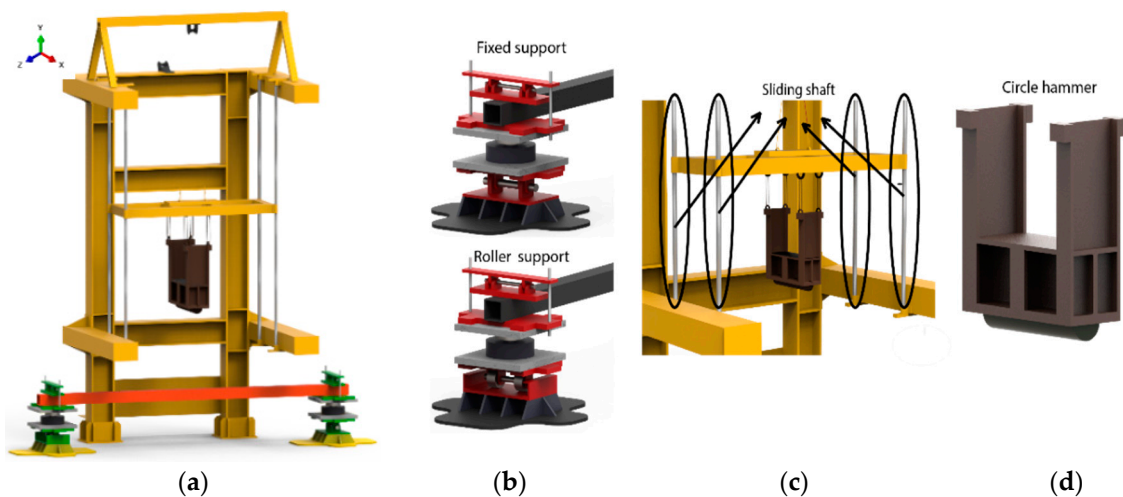 Y
Z
X
Fixed support
Roller support
Sliding shaft
Circle hammer
(a)
(b)
(c)
(d)